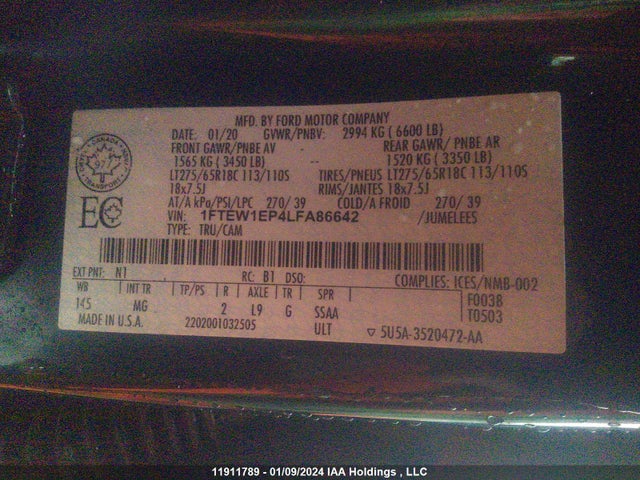 MFD. BY FORD MOTOR COMPANY
DATE: 01/20 GVWR/PNBV: 2994 KG ( 6600 LB)
FRONT GAWR/PNBE AV REAR GAWR/ PNBE AR
1565 KG ( 3450 LB) -- 1520 KG ( 3350 LB)
LT275/65R18C 113/110S TIRES/PNEUS LT275/65R18C 113/110S
18x7.5J RIMS/JANTES 18x7.5J
AT/A kPa/PSI/LPC 270/ 39 COLD/A FROID 270/ 39
VIN: 1FTEW1EP4LFA86642 /JUMELEES
TYPE: TRU/CAM
CANADA
TRANSPORT
EC
EXT PNT: N1 RC: B1 DSO: COMPLIES: ICES/NMB-002
WB INT TR TP/PS R AXLE TR SPR F003B
145 MG 2 L9 G SSAA T0503
MADE IN U.S.A. 2202001032505 ULT 5U5A-3520472-AA
11911789 - 01/09/2024 IAA Holdings , LLC